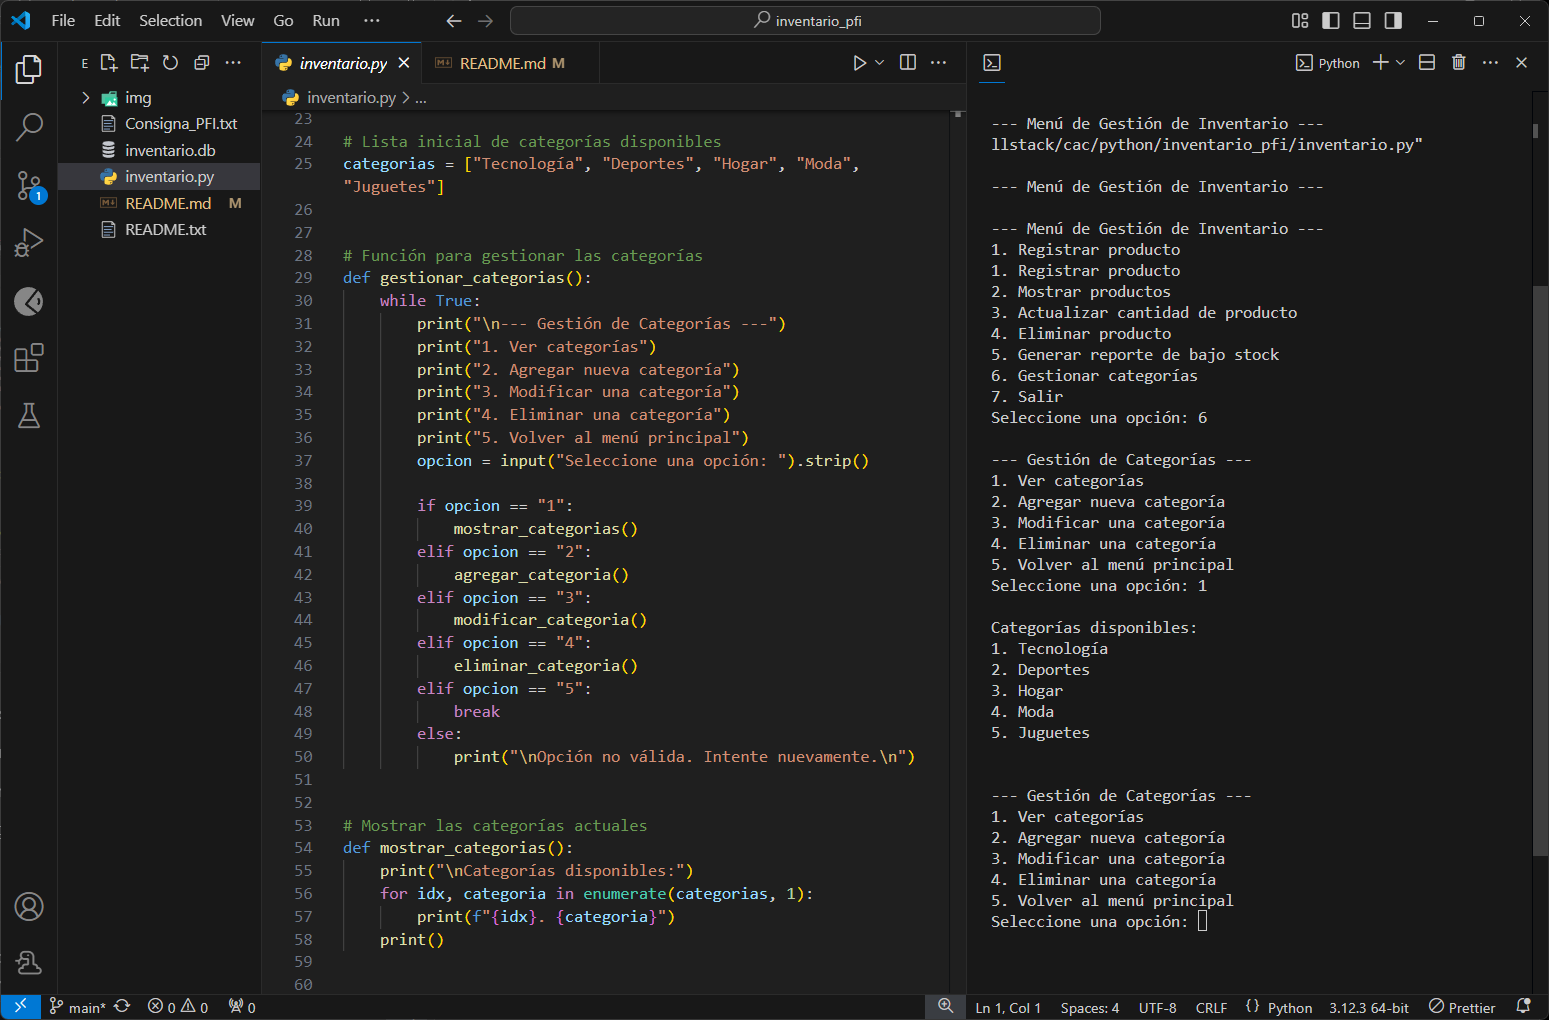 File Edit Selection View Go Run ··· inventario_pfi
E
img
Consigna_PFI.txt
inventario.db
inventario.py
README.md M
README.txt
inventario.py README.md M
inventario.py > ...
23
24 # Lista inicial de categorías disponibles
25 categorias = ["Tecnología", "Deportes", "Hogar", "Moda",
"Juguetes"]
26
27
28 # Función para gestionar las categorías
29 def gestionar_categorias():
30 while True:
31 print("\n--- Gestión de Categorías ---")
32 print("1. Ver categorías")
33 print("2. Agregar nueva categoría")
34 print("3. Modificar una categoría")
35 print("4. Eliminar una categoría")
36 print("5. Volver al menú principal")
37 opcion = input("Seleccione una opción: ").strip()
38
39 if opcion == "1":
40 mostrar_categorias()
41 elif opcion == "2":
42 agregar_categoria()
43 elif opcion == "3":
44 modificar_categoria()
45 elif opcion == "4":
46 eliminar_categoria()
47 elif opcion == "5":
48 break
49 else:
50 print("\nOpción no válida. Intente nuevamente.\n")
51
52
53 # Mostrar las categorías actuales
54 def mostrar_categorias():
55 print("\nCategorías disponibles:")
56 for idx, categoria in enumerate(categorias, 1):
57 print(f"{idx}. {categoria}")
58 print()
59
60
Python
--- Menú de Gestión de Inventario ---
llstack/cac/python/inventario_pfi/inventario.py"
--- Menú de Gestión de Inventario ---
--- Menú de Gestión de Inventario ---
1. Registrar producto
1. Registrar producto
2. Mostrar productos
3. Actualizar cantidad de producto
4. Eliminar producto
5. Generar reporte de bajo stock
6. Gestionar categorías
7. Salir
Seleccione una opción: 6
--- Gestión de Categorías ---
1. Ver categorías
2. Agregar nueva categoría
3. Modificar una categoría
4. Eliminar una categoría
5. Volver al menú principal
Seleccione una opción: 1
Categorías disponibles:
1. Tecnología
2. Deportes
3. Hogar
4. Moda
5. Juguetes
--- Gestión de Categorías ---
1. Ver categorías
2. Agregar nueva categoría
3. Modificar una categoría
4. Eliminar una categoría
5. Volver al menú principal
Seleccione una opción:
1
main* 0 0 0 Ln 1, Col 1 Spaces: 4 UTF-8 CRLF {} Python 3.12.3 64-bit Prettier